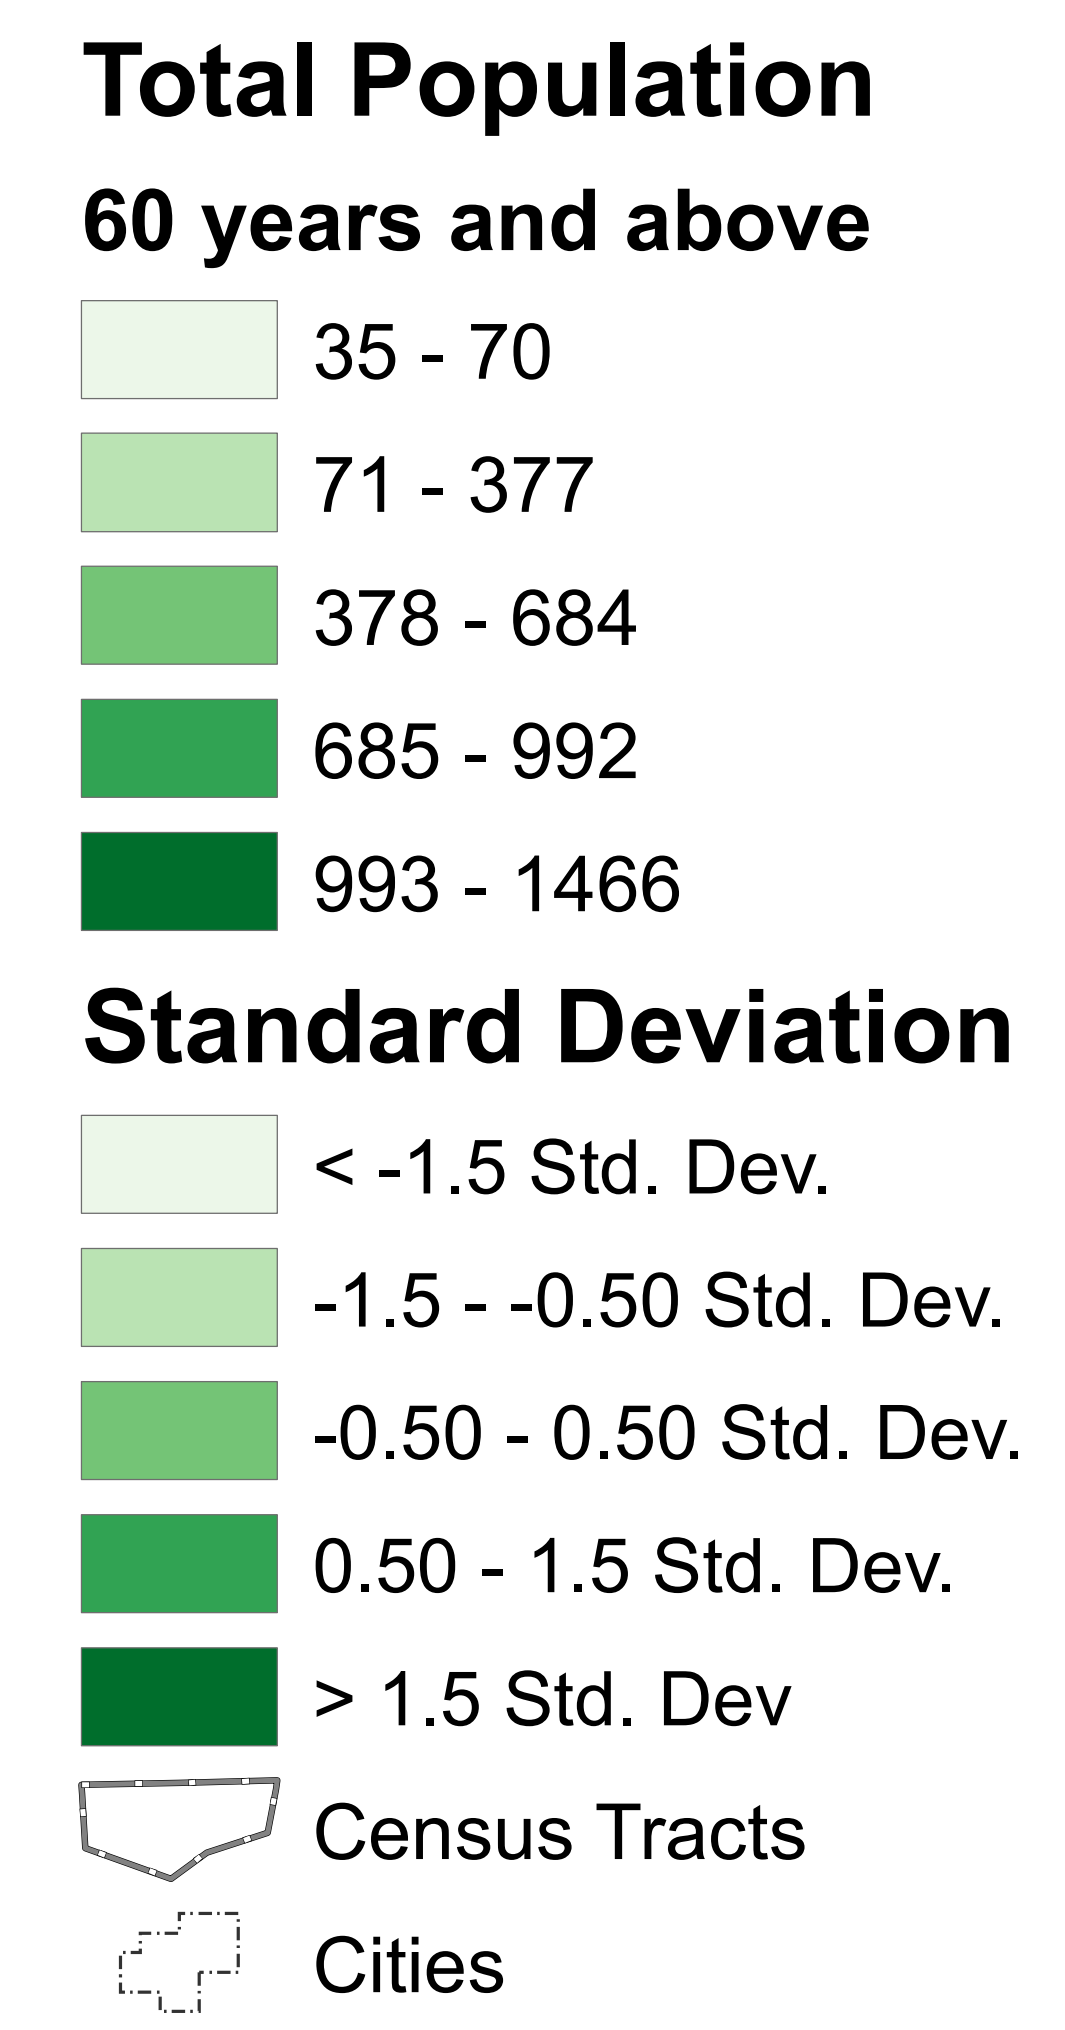 Total Population
60 years and above
35 - 70
71 - 377
378 - 684
685 - 992
993 - 1466
Standard Deviation
< -1.5 Std. Dev.
-1.5 - -0.50 Std. Dev.
-0.50 - 0.50 Std. Dev.
0.50 - 1.5 Std. Dev.
> 1.5 Std. Dev
Census Tracts
Cities